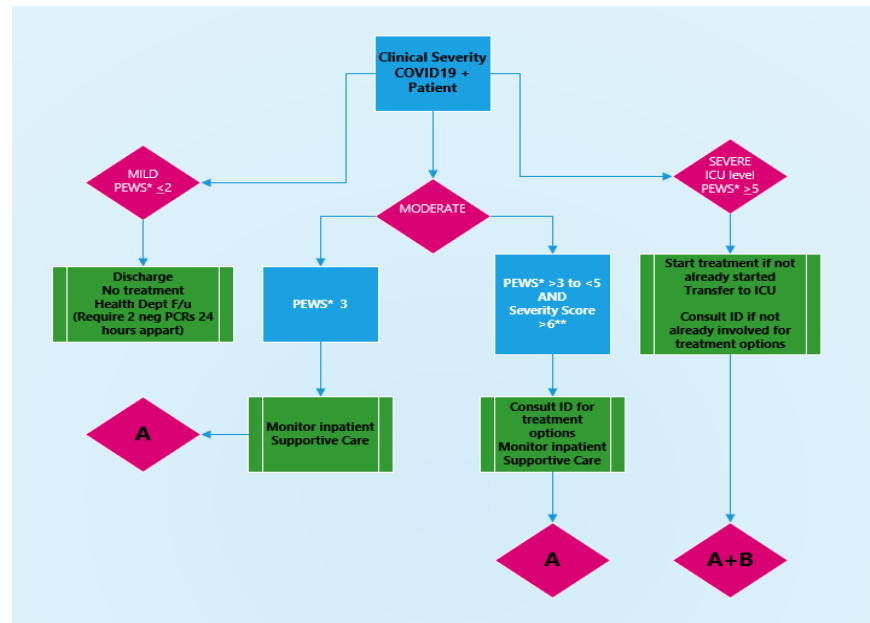 Clinical Severity
COVID19 +
Patient
MILD
PEWS* <2
MODERATE
SEVERE
ICU level
PEWS* >5
Discharge
No treatment
Health Dept F/u
(Require 2 neg PCRs 24
hours appart)
PEWS* 3
PEWS* >3 to <5
AND
Severity Score
>6**
Start treatment if not
already started
Transfer to ICU
Consult ID if not
already involved for
treatment options
A
Monitor inpatient
Supportive Care
Consult ID for
treatment
options
Monitor inpatient
Supportive Care
A
A+B